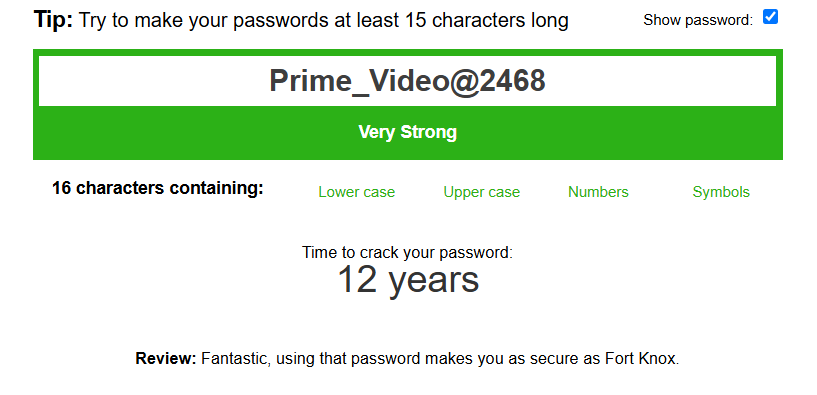 Tip: Try to make your passwords at least 15 characters long Show password:
Prime_Video@2468
Very Strong
16 characters containing: Lower case Upper case Numbers Symbols
Time to crack your password:
12 years
Review: Fantastic, using that password makes you as secure as Fort Knox.